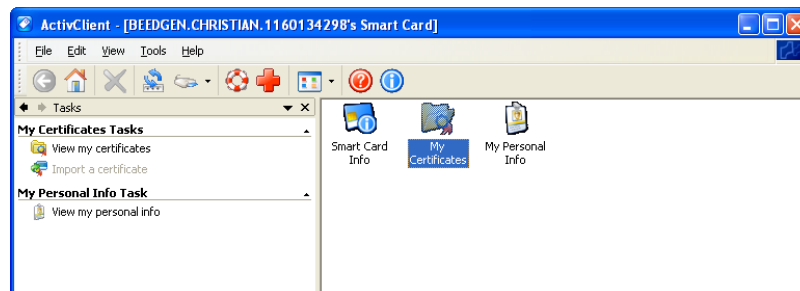 ActivClient - [BEEDGEN.CHRISTIAN.1160134298's Smart Card]
File Edit View Tools Help
Tasks
My Certificates Tasks
View my certificates
Import a certificate
My Personal Info Task
View my personal info
Smart Card Info
My Certificates
My Personal Info